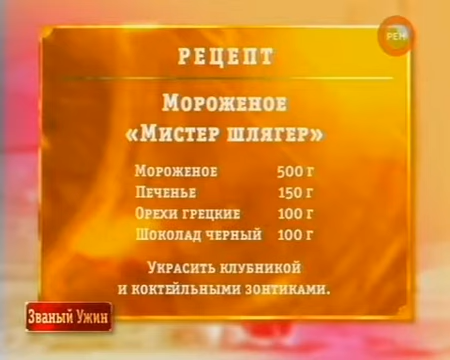 РЕН
РЕЦЕПТ
МОРОЖЕНОЕ
«МИСТЕР ШЛЯГЕР»
МОРОЖЕНОЕ 500 г
ПЕЧЕНЬЕ 150 г
ОРЕХИ ГРЕЦКИЕ 100 г
ШОКОЛАД ЧЕРНЫЙ 100 г
УКРАСИТЬ КЛУБНИКОЙ
И КОКТЕЙЛЬНЫМИ ЗОНТИКАМИ.
Званый Ужин